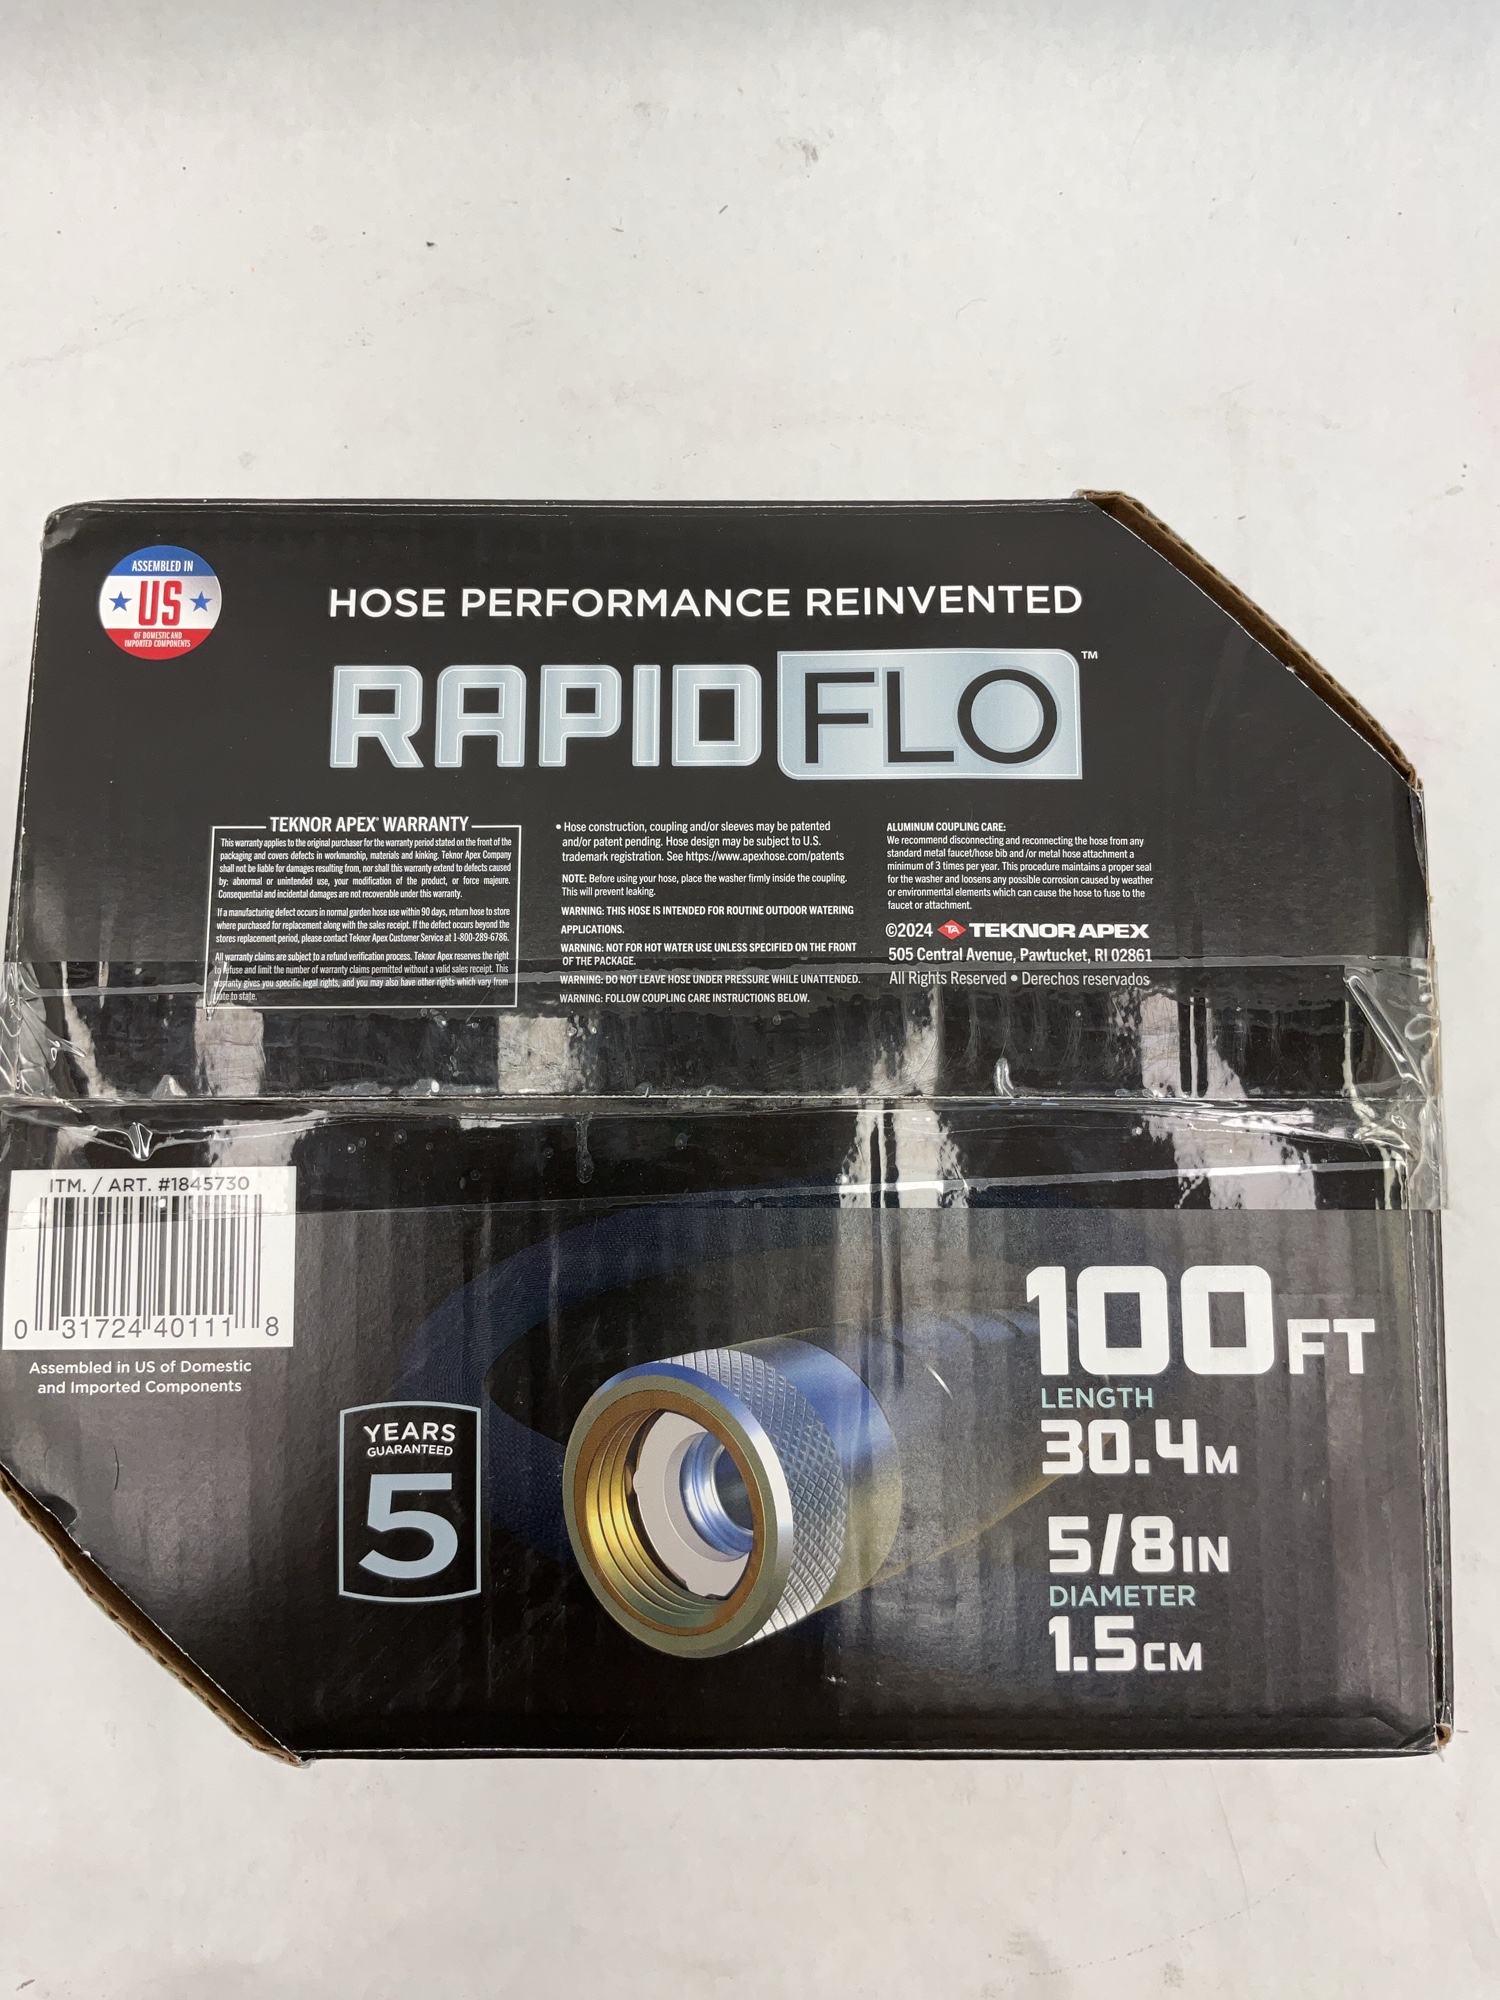 ASSEMBLED IN
US
OF DOMESTIC AND
IMPORTED COMPONENTS
HOSE PERFORMANCE REINVENTED
RAPIDFLO™
TEKNOR APEX® WARRANTY
This warranty applies to the original purchaser for the warranty period stated on the front of the
packaging and covers defects in workmanship, materials and kinking. Teknor Apex Company
shall not be liable for damages resulting from, nor shall this warranty extend to defects caused
by: abnormal or unintended use, your modification of the product, or force majeure.
Consequential and incidental damages are not recoverable under this warranty.
If a manufacturing defect occurs in normal garden hose use within 90 days, return hose to store
where purchased for replacement along with the sales receipt. If the defect occurs beyond the
stores replacement period, please contact Teknor Apex Customer Service at 1-800-289-6786.
All warranty claims are subject to a refund verification process. Teknor Apex reserves the right
to refuse and limit the number of warranty claims permitted without a valid sales receipt. This
warranty gives you specific legal rights, and you may also have other rights which vary from
state to state.
• Hose construction, coupling and/or sleeves may be patented
and/or patent pending. Hose design may be subject to U.S.
trademark registration. See https://www.apexhose.com/patents
NOTE: Before using your hose, place the washer firmly inside the coupling.
This will prevent leaking.
WARNING: THIS HOSE IS INTENDED FOR ROUTINE OUTDOOR WATERING
APPLICATIONS.
WARNING: NOT FOR HOT WATER USE UNLESS SPECIFIED ON THE FRONT
OF THE PACKAGE.
WARNING: DO NOT LEAVE HOSE UNDER PRESSURE WHILE UNATTENDED.
WARNING: FOLLOW COUPLING CARE INSTRUCTIONS BELOW.
ALUMINUM COUPLING CARE:
We recommend disconnecting and reconnecting the hose from any
standard metal faucet/hose bib and /or metal hose attachment a
minimum of 3 times per year. This procedure maintains a proper seal
for the washer and loosens any possible corrosion caused by weather
or environmental elements which can cause the hose to fuse to the
faucet or attachment.
©2024 TA TEKNOR APEX
505 Central Avenue, Pawtucket, RI 02861
All Rights Reserved • Derechos reservados
ITM. / ART. #1845730
0 31724 40111 8
Assembled in US of Domestic
and Imported Components
YEARS
GUARANTEED
5
100FT
LENGTH
30.4M
5/8IN
DIAMETER
1.5CM